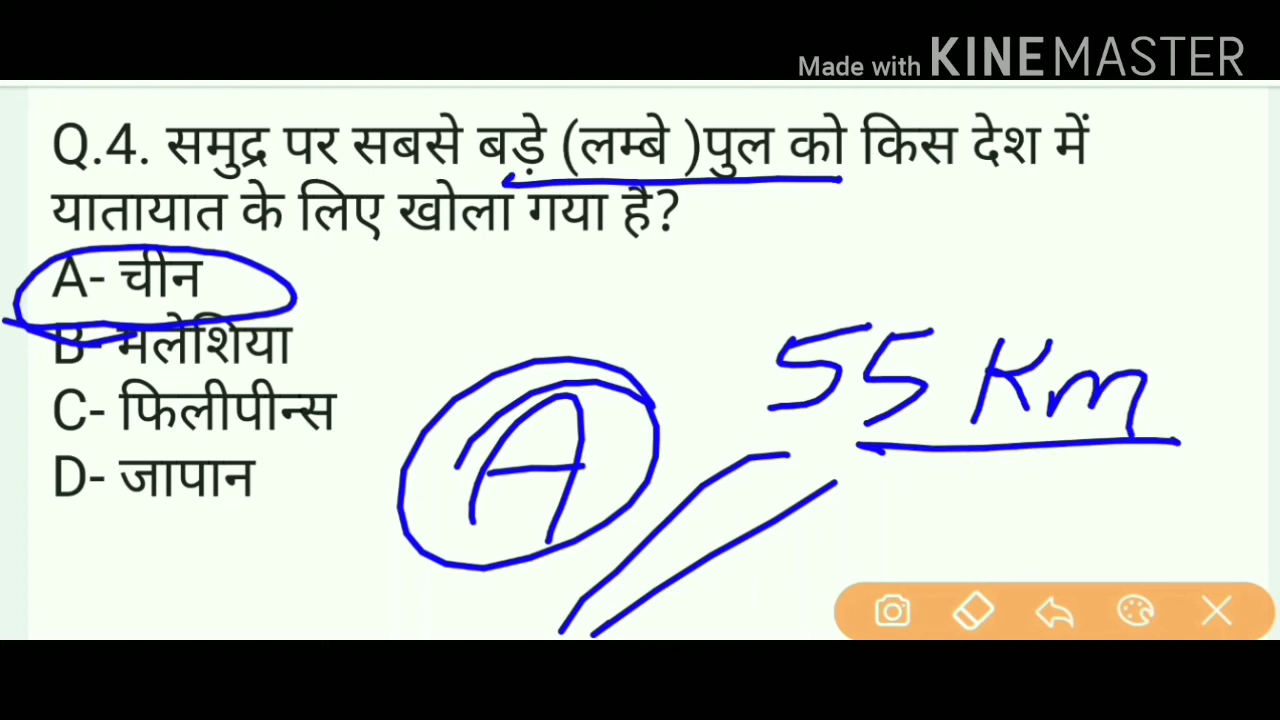 Made with KINEMASTER
Q.4. समुद्र पर सबसे बड़े (लम्बे )पुल को किस देश में
यातायात के लिए खोला गया है?
A- चीन
B- मलेशिया
C- फिलीपीन्स
D- जापान
A
55 Km